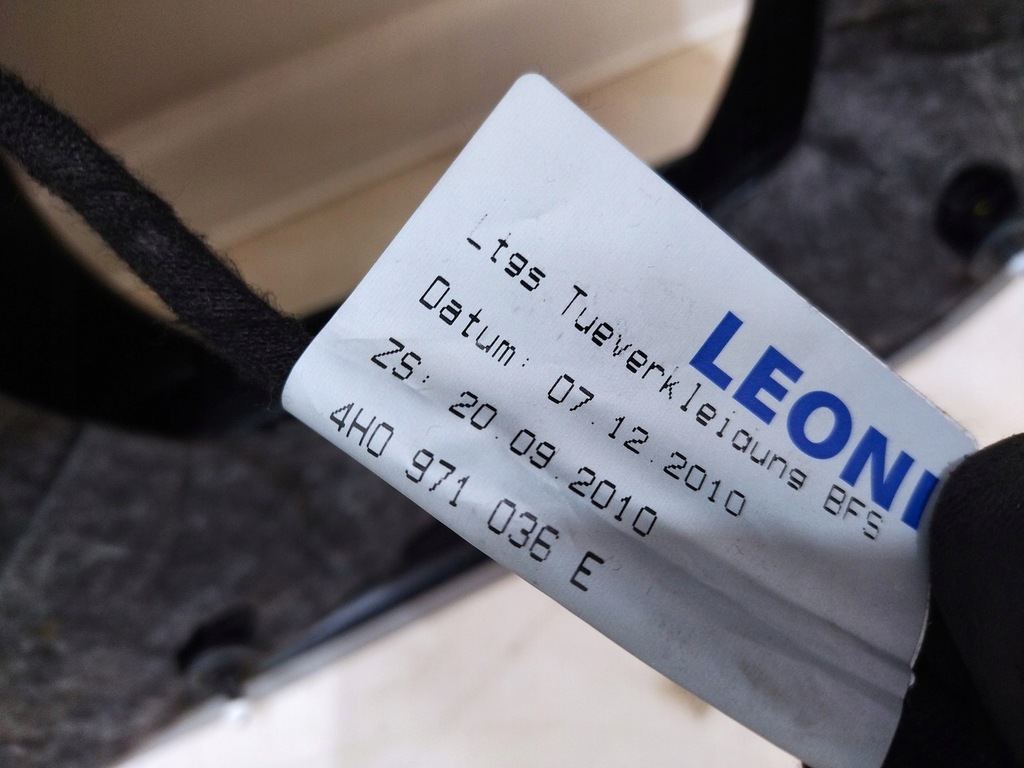 LEONI
Ltgs Tueverkleidung BFS
Datum: 07.12.2010
ZS: 20.09.2010
4H0 971 036 E